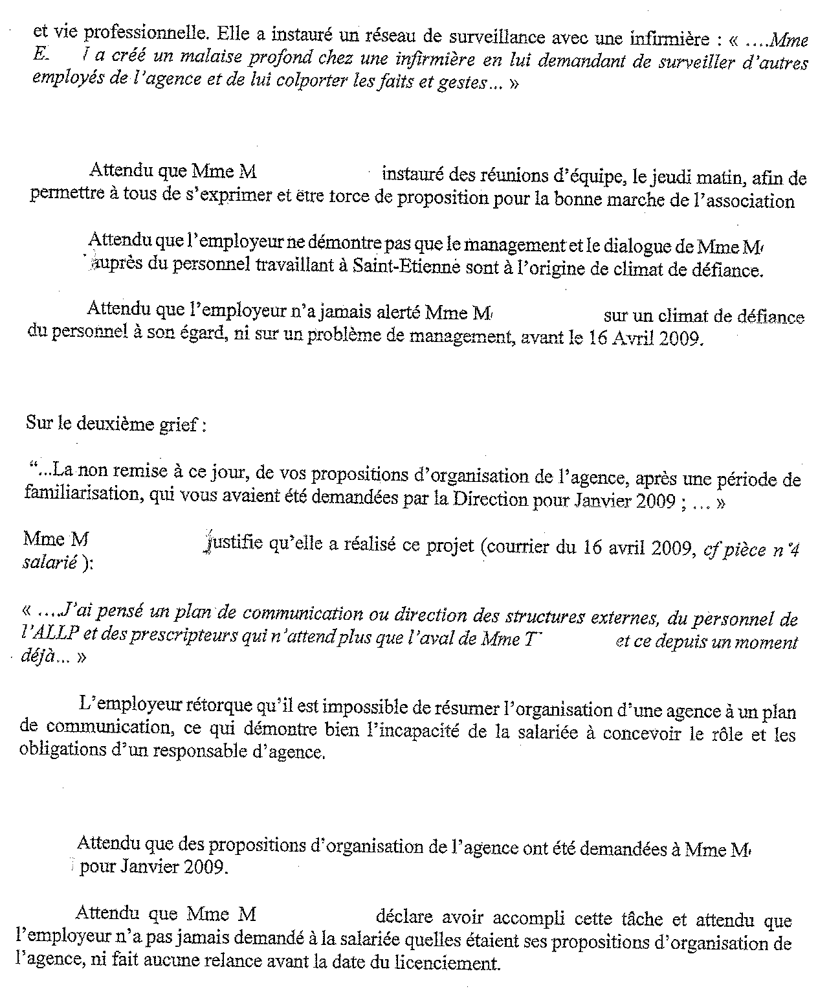 et vie professionnelle. Elle a instauré un réseau de surveillance avec une infirmière : « ....Mme
E. a créé un malaise profond chez une infirmière en lui demandant de surveiller d'autres
employés de l'agence et de lui colporter les faits et gestes... »
Attendu que Mme M instauré des réunions d'équipe, le jeudi matin, afin de
permettre à tous de s'exprimer et etre torce de proposition pour la bonne marche de l'association
Attendu que l'employeur ne démontre pas que le management et le dialogue de Mme M
auprès du personnel travaillant à Saint-Etienne sont à l'origine de climat de défiance.
Attendu que l'employeur n'a jamais alerté Mme M sur un climat de défiance
du personnel à son égard, ni sur un problème de management, avant le 16 Avril 2009.
Sur le deuxième grief :
“...La non remise à ce jour, de vos propositions d'organisation de l'agence, après une période de
familiarisation, qui vous avaient été demandées par la Direction pour Janvier 2009 ; ... »
Mme M justifie qu'elle a réalisé ce projet (courrier du 16 avril 2009, cf pièce n°4
salarié ):
« ....J'ai pensé un plan de communication ou direction des structures externes, du personnel de
l'ALLP et des prescripteurs qui n'attend plus que l'aval de Mme T et ce depuis un moment
déjà... »
L'employeur rétorque qu'il est impossible de résumer l'organisation d'une agence à un plan
de communication, ce qui démontre bien l'incapacité de la salariée à concevoir le rôle et les
obligations d'un responsable d'agence.
Attendu que des propositions d'organisation de l'agence ont été demandées à Mme M
pour Janvier 2009.
Attendu que Mme M déclare avoir accompli cette tâche et attendu que
l'employeur n'a pas jamais demandé à la salariée quelles étaient ses propositions d'organisation de
l'agence, ni fait aucune relance avant la date du licenciement.